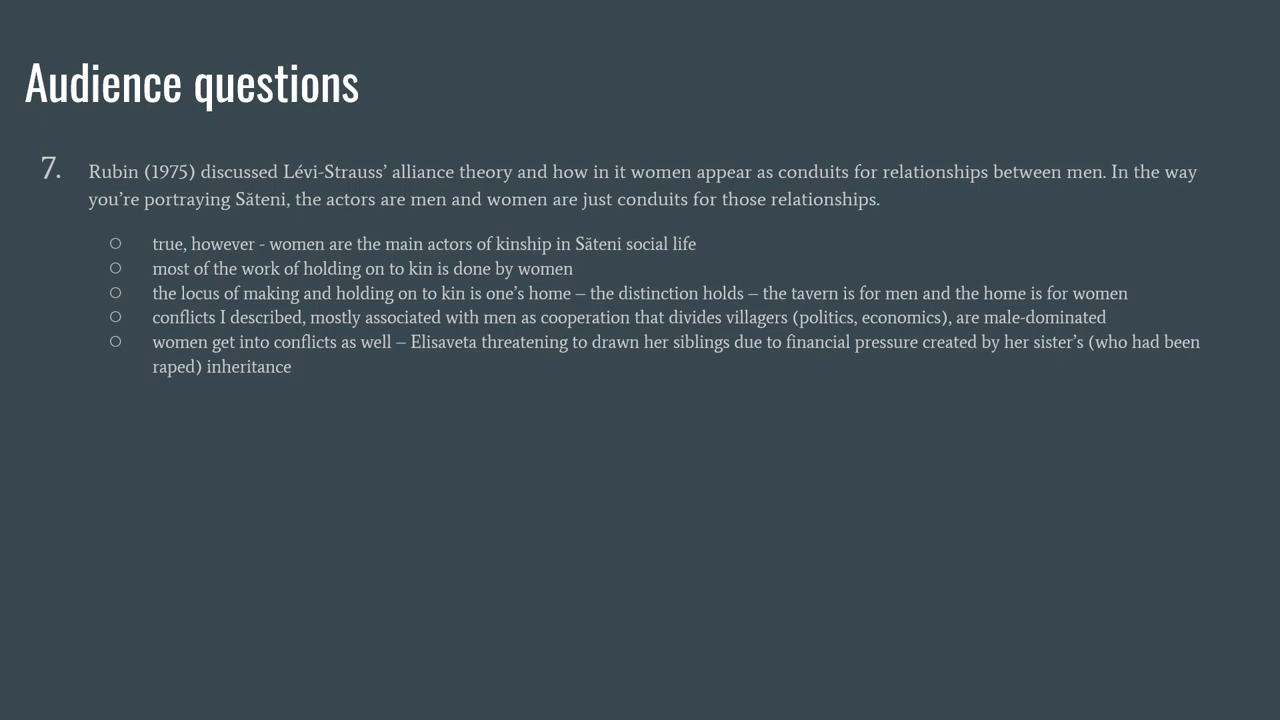 Audience questions
7. Rubin (1975) discussed Lévi-Strauss’ alliance theory and how in it women appear as conduits for relationships between men. In the way
you’re portraying Săteni, the actors are men and women are just conduits for those relationships.
○ true, however - women are the main actors of kinship in Săteni social life
○ most of the work of holding on to kin is done by women
○ the locus of making and holding on to kin is one’s home – the distinction holds – the tavern is for men and the home is for women
○ conflicts I described, mostly associated with men as cooperation that divides villagers (politics, economics), are male-dominated
○ women get into conflicts as well – Elisaveta threatening to drawn her siblings due to financial pressure created by her sister’s (who had been
raped) inheritance